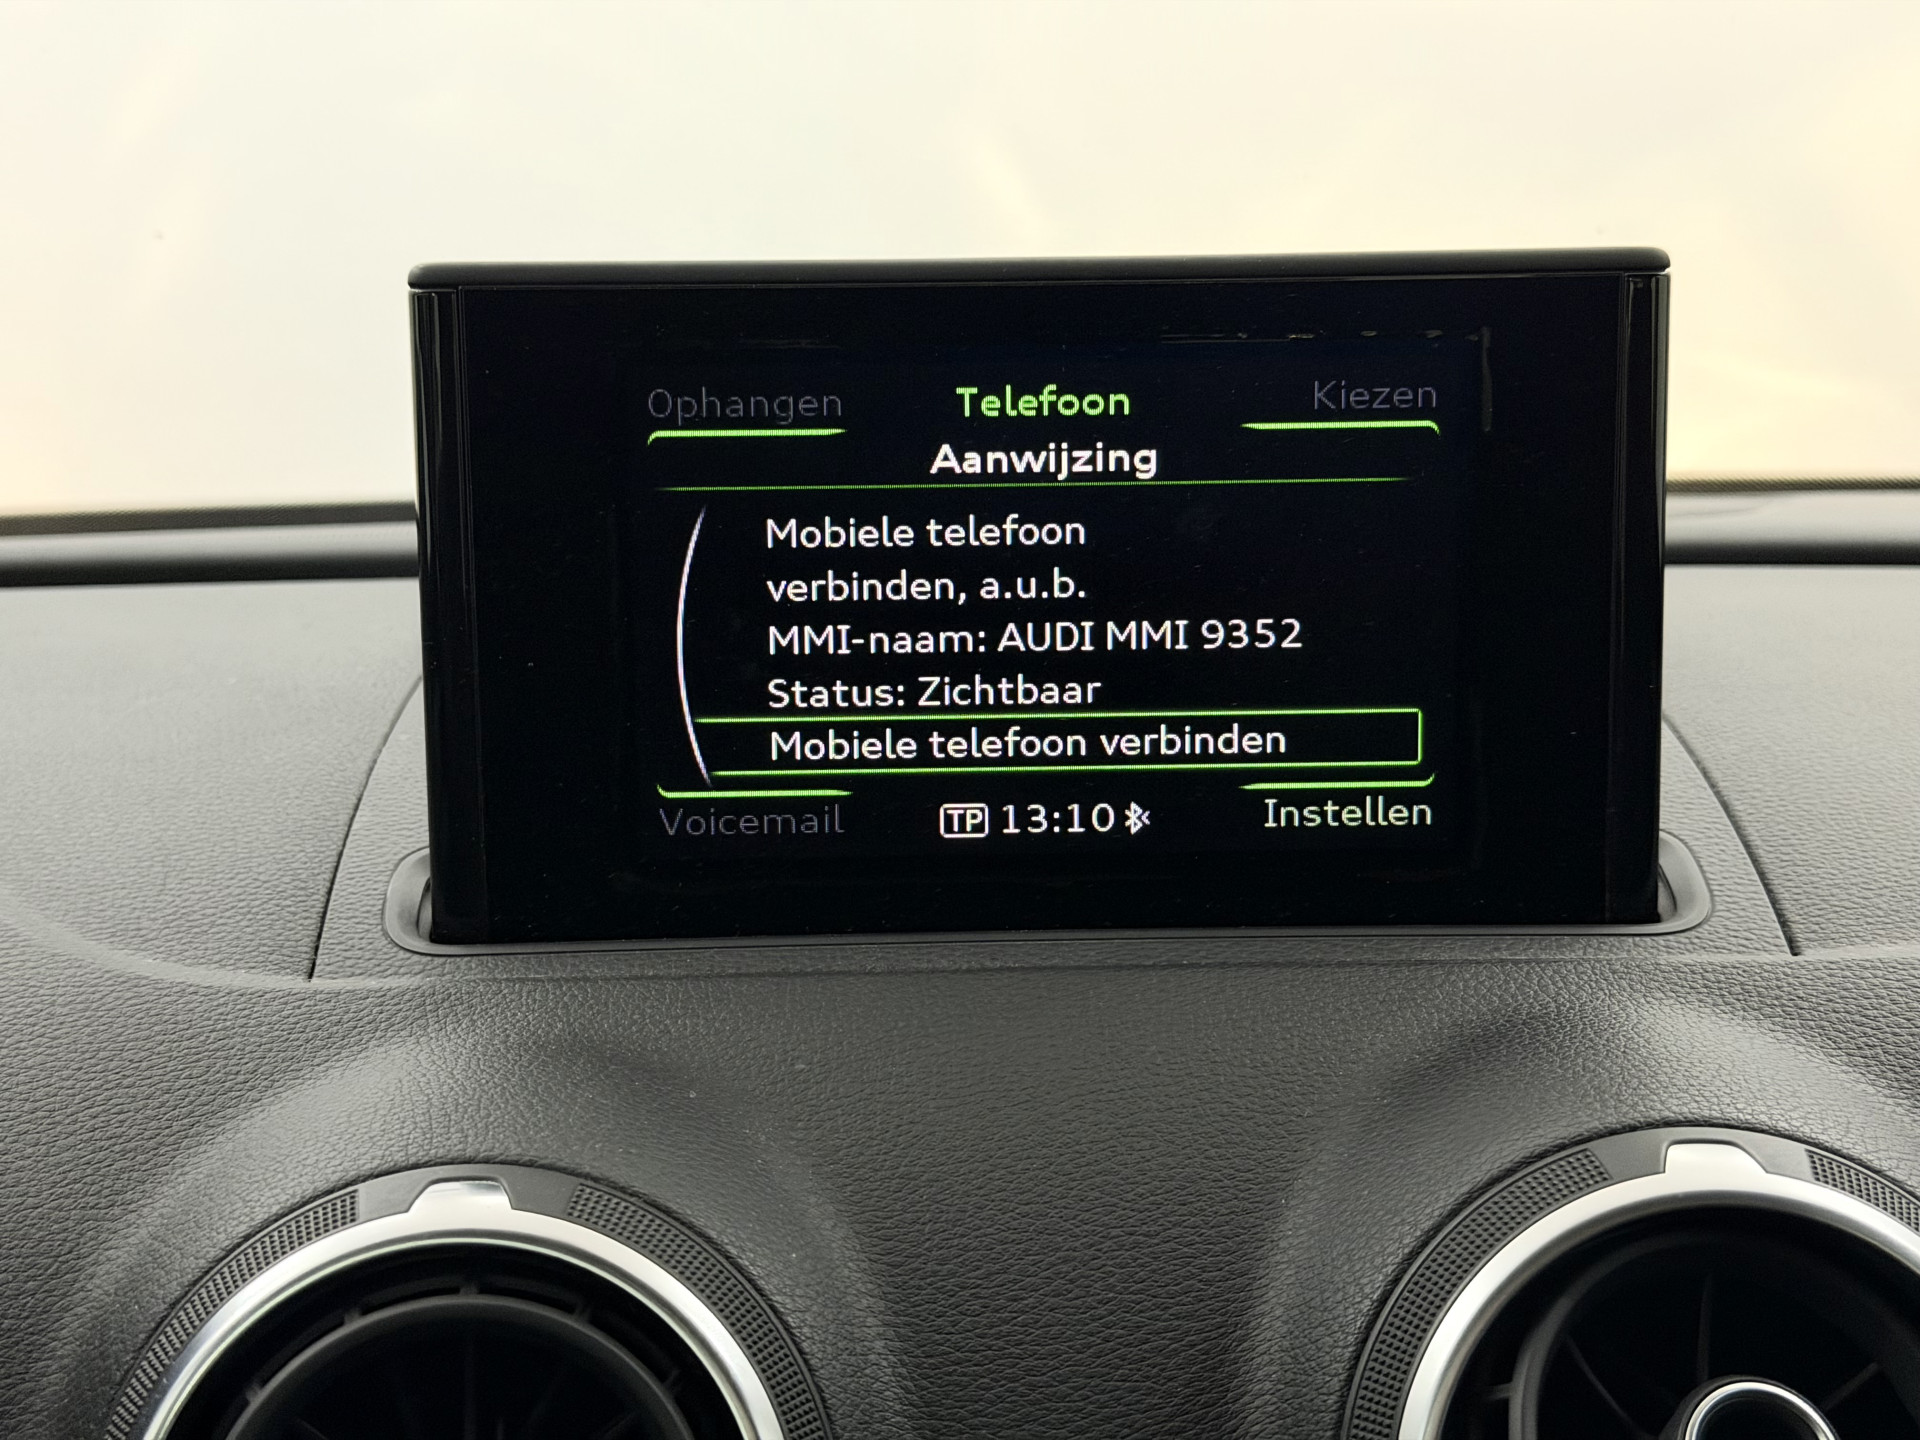 Ophangen Telefoon Kiezen
Aanwijzing
Mobiele telefoon
verbinden, a.u.b.
MMI-naam: AUDI MMI 9352
Status: Zichtbaar
Mobiele telefoon verbinden
Voicemail TP 13:10 Instellen